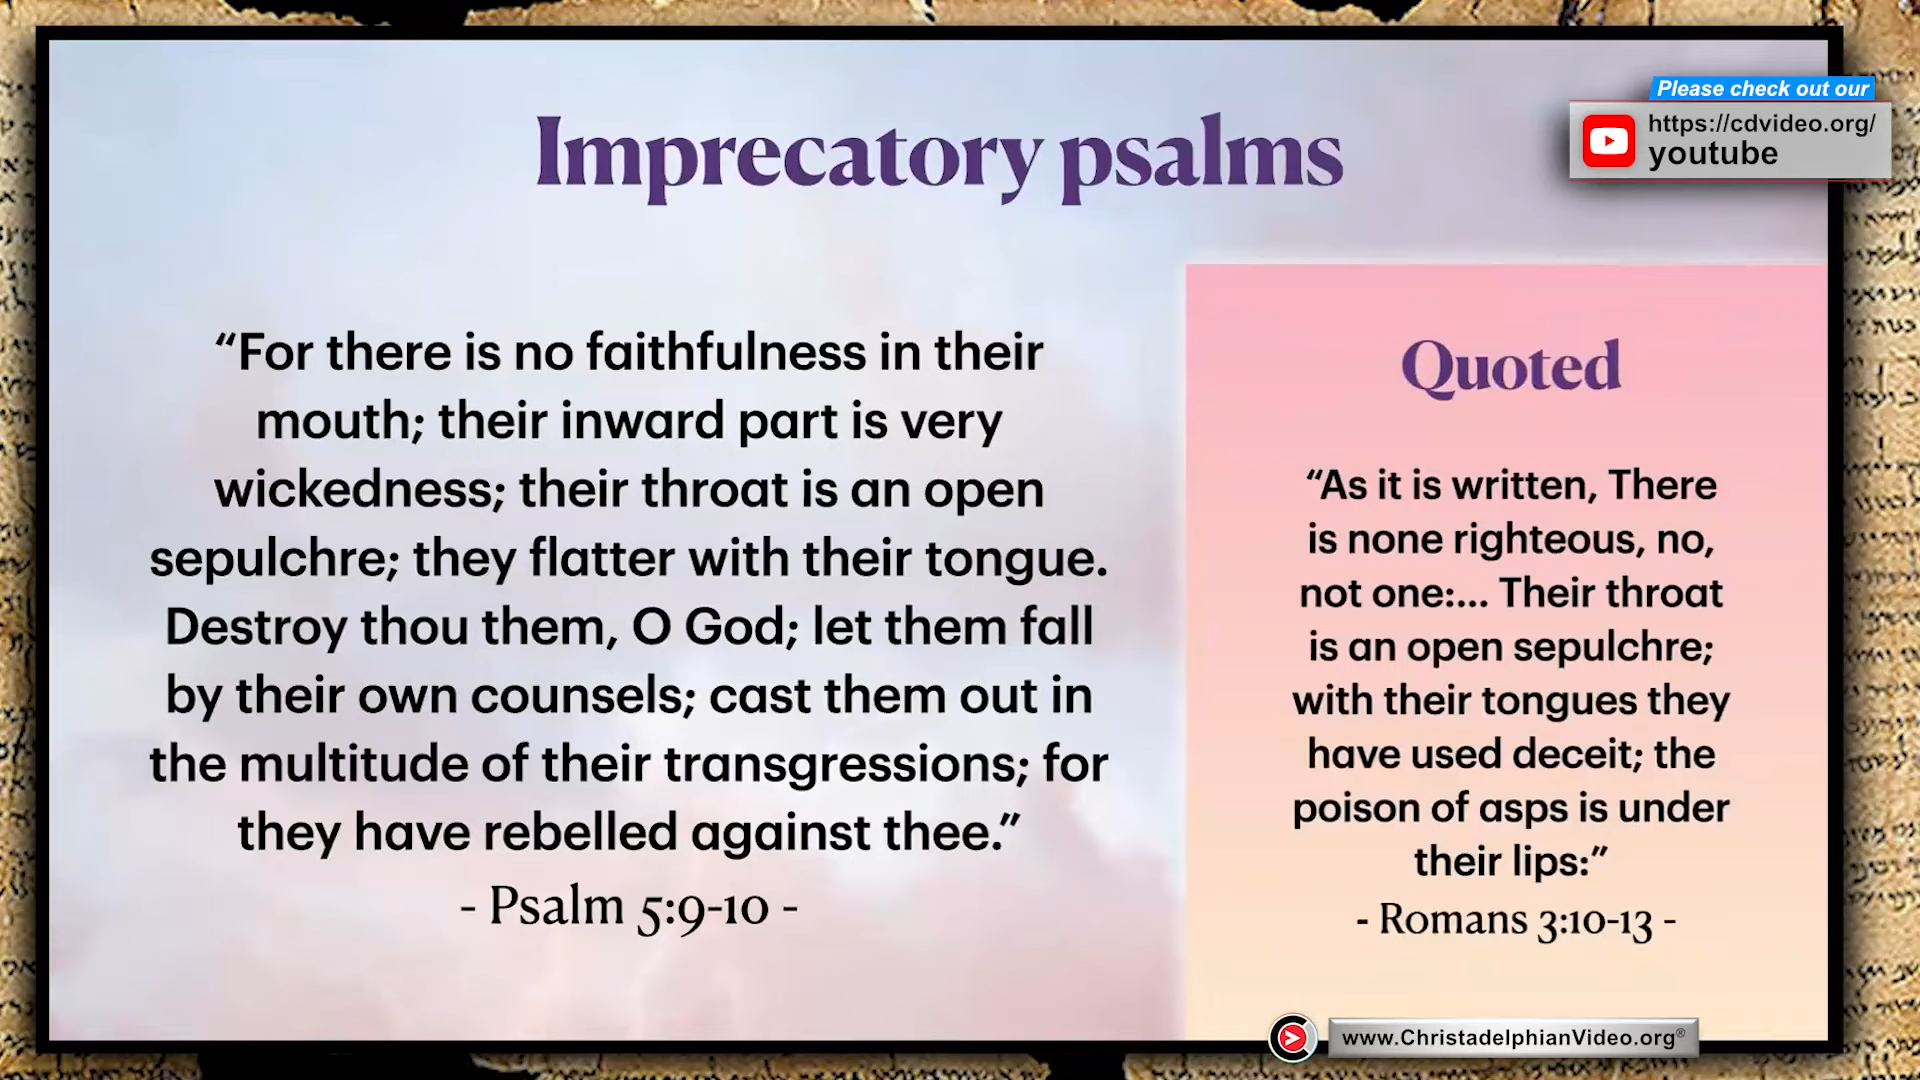 Imprecatory psalms
Please check out our
https://cdvideo.org/
youtube
“For there is no faithfulness in their
mouth; their inward part is very
wickedness; their throat is an open
sepulchre; they flatter with their tongue.
Destroy thou them, O God; let them fall
by their own counsels; cast them out in
the multitude of their transgressions; for
they have rebelled against thee.”
- Psalm 5:9-10 -
Quoted
“As it is written, There
is none righteous, no,
not one:... Their throat
is an open sepulchre;
with their tongues they
have used deceit; the
poison of asps is under
their lips:”
- Romans 3:10-13 -
www.ChristadelphianVideo.org®